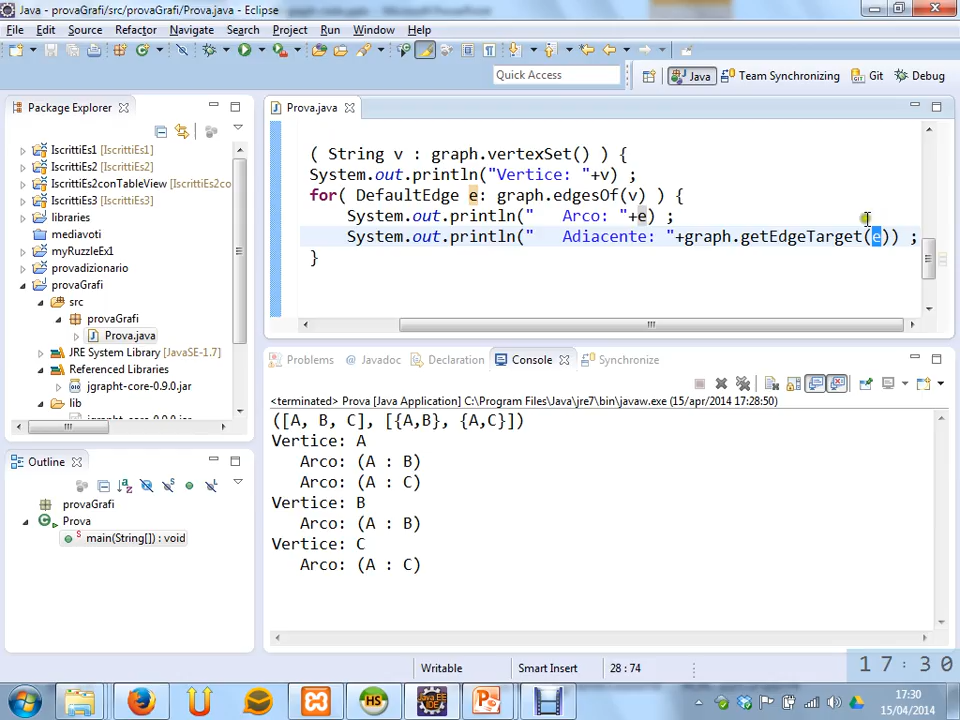 Java - provaGrafi/src/provaGrafi/Prova.java - Eclipse
File Edit Source Refactor Navigate Search Project Run Window Help
Quick Access
Java
Team Synchronizing
Git
Debug
Package Explorer
IscrittiEs1 [IscrittiEs1]
IscrittiEs2 [IscrittiEs2]
IscrittiEs2conTableView [IscrittiEs2co
IscrittiEs3 [IscrittiEs3]
libraries
mediavoti
myRuzzleEx1
provadizionario
provaGrafi
src
provaGrafi
Prova.java
JRE System Library [JavaSE-1.7]
Referenced Libraries
jgrapht-core-0.9.0.jar
lib
Outline
provaGrafi
Prova
main(String[]) : void
Prova.java
( String v : graph.vertexSet() ) {
System.out.println("Vertice: "+v) ;
for( DefaultEdge e: graph.edgesOf(v) ) {
System.out.println("   Arco: "+e) ;
System.out.println("   Adiacente: "+graph.getEdgeTarget(e)) ;
}
Problems
@ Javadoc
Declaration
Console
Synchronize
<terminated> Prova [Java Application] C:\Program Files\Java\jre7\bin\javaw.exe (15/apr/2014 17:28:50)
([A, B, C], [{A,B}, {A,C}])
Vertice: A
Arco: (A : B)
Arco: (A : C)
Vertice: B
Arco: (A : B)
Vertice: C
Arco: (A : C)
Writable
Smart Insert
28 : 74
17:30
17:30
15/04/2014